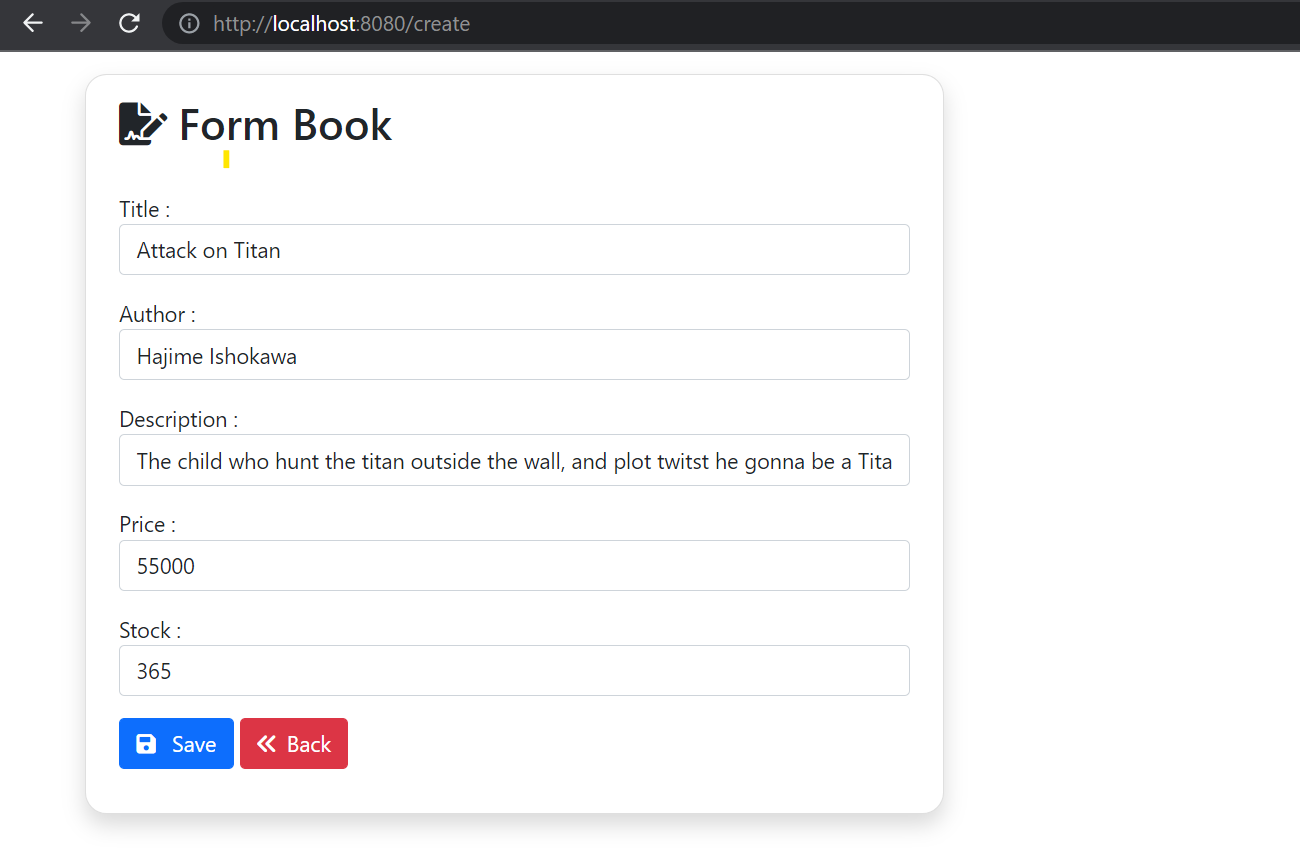 http://localhost:8080/create
Form Book
Title :
Attack on Titan
Author :
Hajime Ishokawa
Description :
The child who hunt the titan outside the wall, and plot twitst he gonna be a Tita
Price :
55000
Stock :
365
Save Back